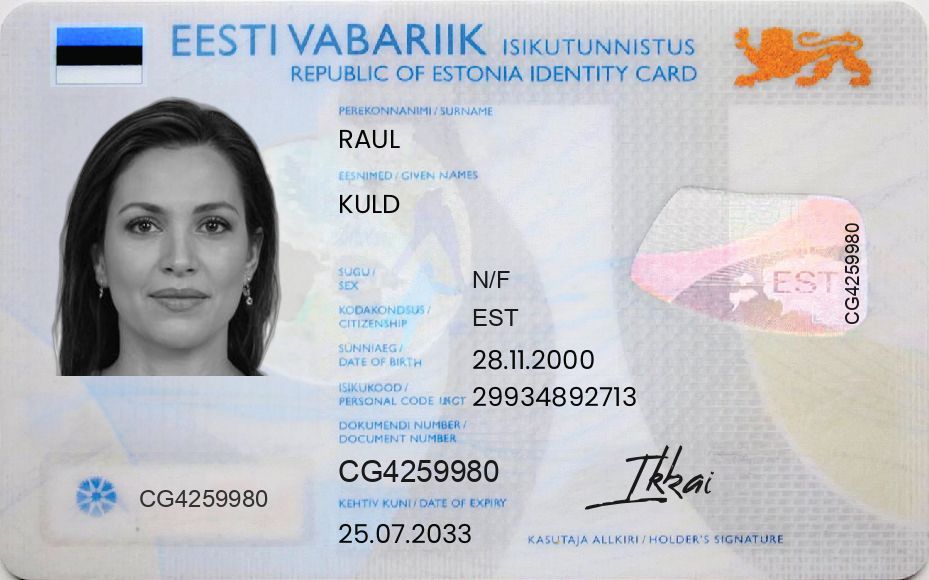 EESTI VABARIIK ISIKUTUNNISTUS
REPUBLIC OF ESTONIA IDENTITY CARD
PEREKONNANIMI / SURNAME
RAUL
EESNIMED / GIVEN NAMES
KULD
SUGU /
SEX
N/F
KODAKONDSUS /
CITIZENSHIP
EST
SÜNNIAEG /
DATE OF BIRTH
28.11.2000
ISIKUKOOD /
PERSONAL CODE
29934892713
DOKUMENDI NUMBER /
DOCUMENT NUMBER
CG4259980
KEHTIV KUNI / DATE OF EXPIRY
25.07.2033
CG4259980
EST
CG4259980
Ikkai
KASUTAJA ALLKIRI / HOLDER'S SIGNATURE